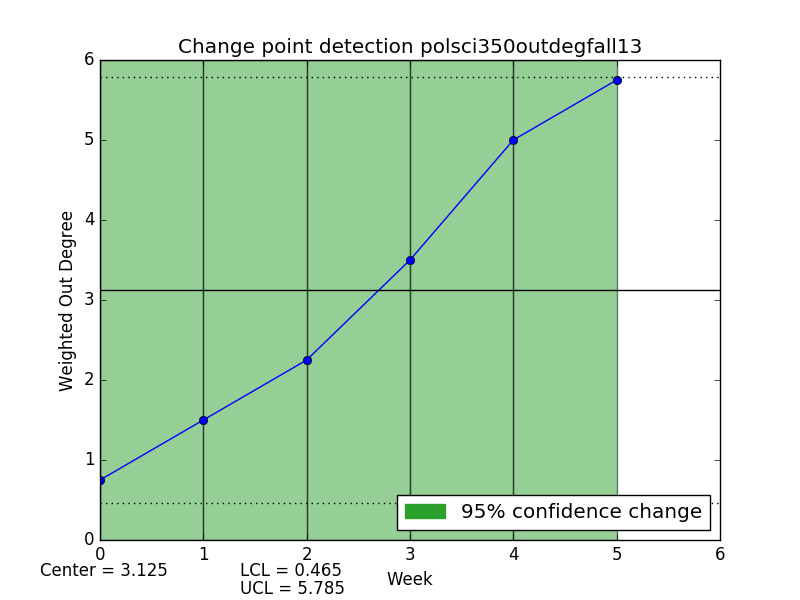 Change point detection polsci350outdegfall13
6
5
4
3
2
1
0
Weighted Out Degree
95% confidence change
0 1 2 3 4 5 6
Center = 3.125
LCL = 0.465
Week
UCL = 5.785